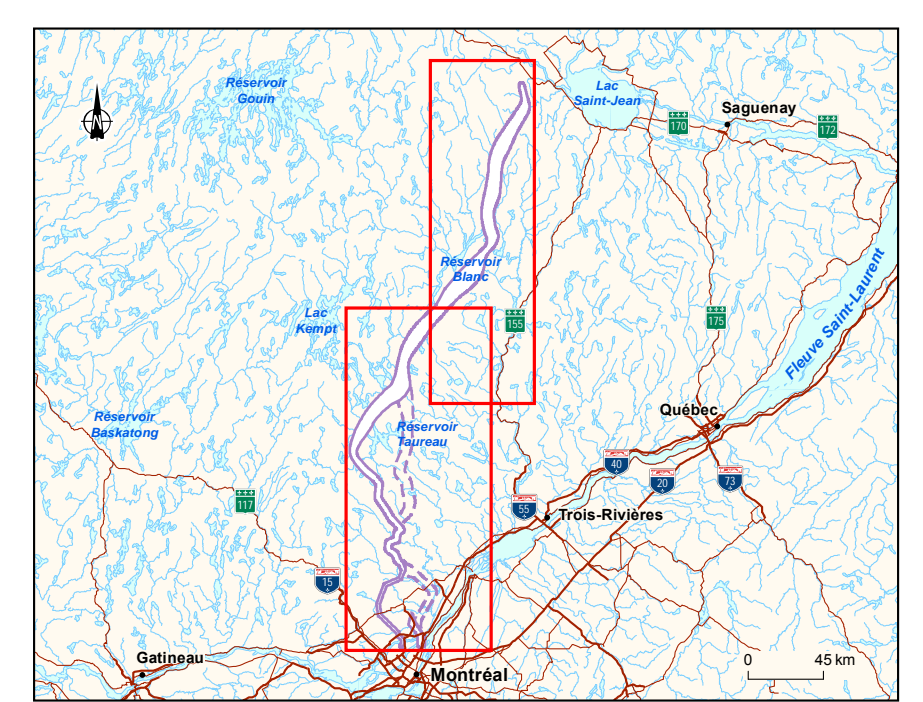 Réservoir
Gouin
Lac
Saint-Jean
Saguenay
170
172
Réservoir
Blanc
Lac
Kempt
155
175
Fleuve Saint-Laurent
Réservoir
Baskatong
Réservoir
Taureau
Québec
40
20
73
117
55
Trois-Rivières
15
Gatineau
Montréal
0 45 km